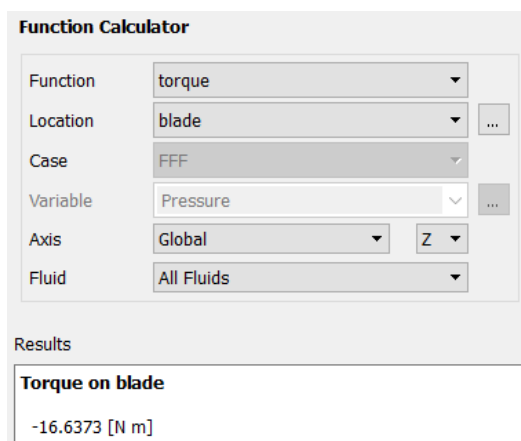 Function Calculator
Function torque
Location blade ...
Case FFF
Variable Pressure ...
Axis Global Z
Fluid All Fluids
Results
Torque on blade
-16.6373 [N m]